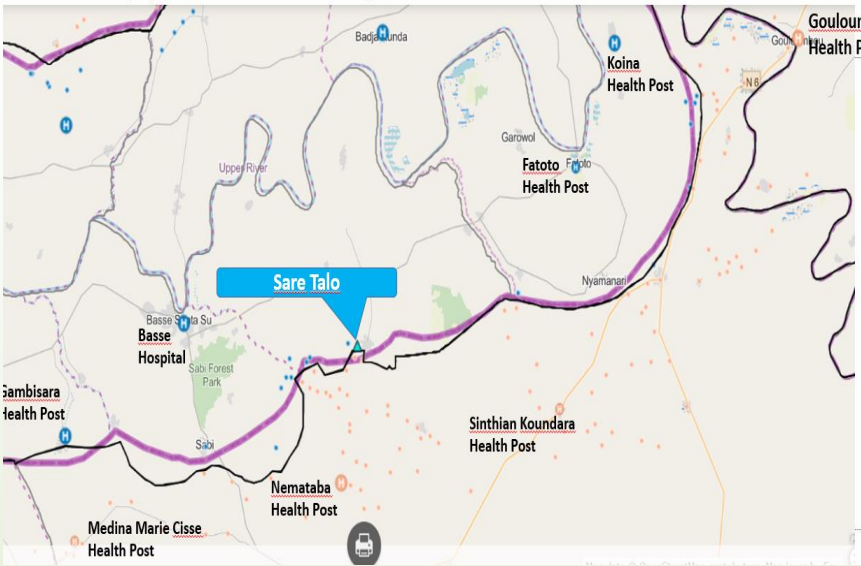 Badja Kunda
H
Goulour
Health P
N 6
Koina
Health Post
Garowol
Fatoto
Fatoto
Health Post
Upper River
Sare Talo
Nyamanari
Basse Santa Su
Basse
Hospital
Sabi Forest
Park
Gambisara
Health Post
Sabi
Sinthian Koundara
Health Post
Nemataba
Health Post
Medina Marie Cisse
Health Post